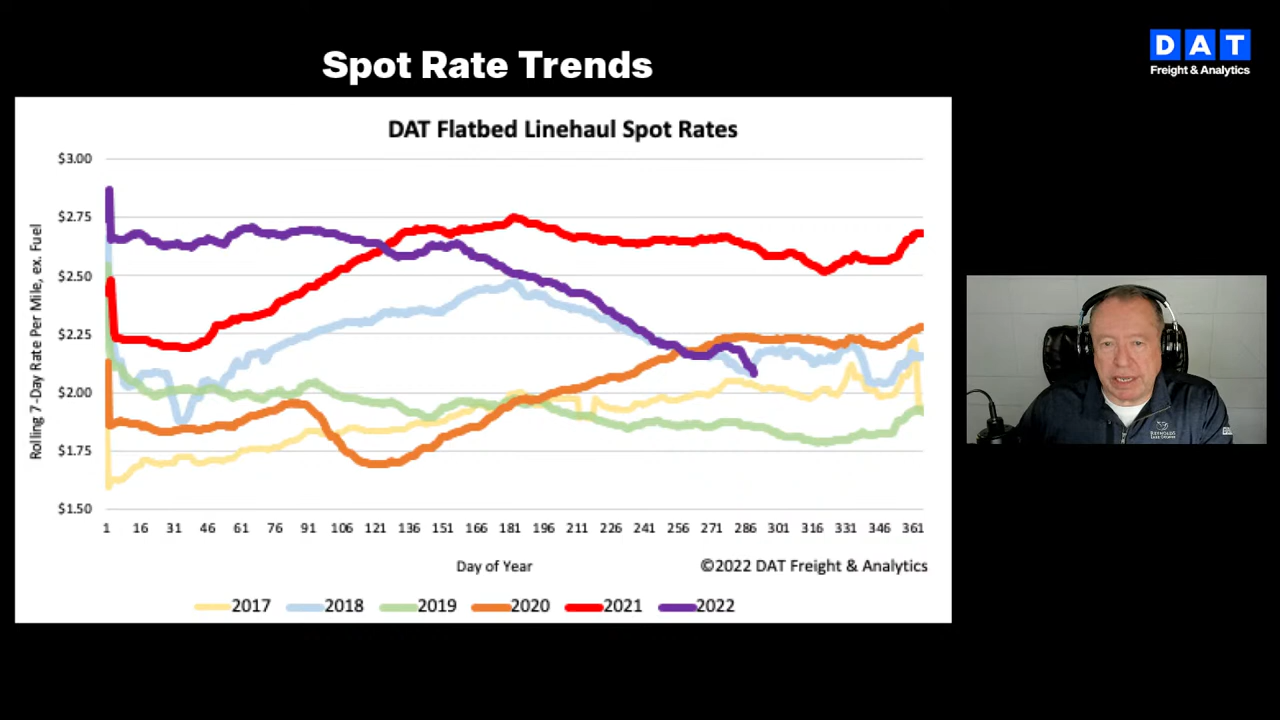 Spot Rate Trends
DAT
Freight & Analytics
DAT Flatbed Linehaul Spot Rates
Rolling 7-Day Rate Per Mile, ex. Fuel
$3.00
$2.75
$2.50
$2.25
$2.00
$1.75
$1.50
1 16 31 46 61 76 91 106 121 136 151 166 181 196 211 226 241 256 271 286 301 316 331 346 361
Day of Year
©2022 DAT Freight & Analytics
2017 2018 2019 2020 2021 2022